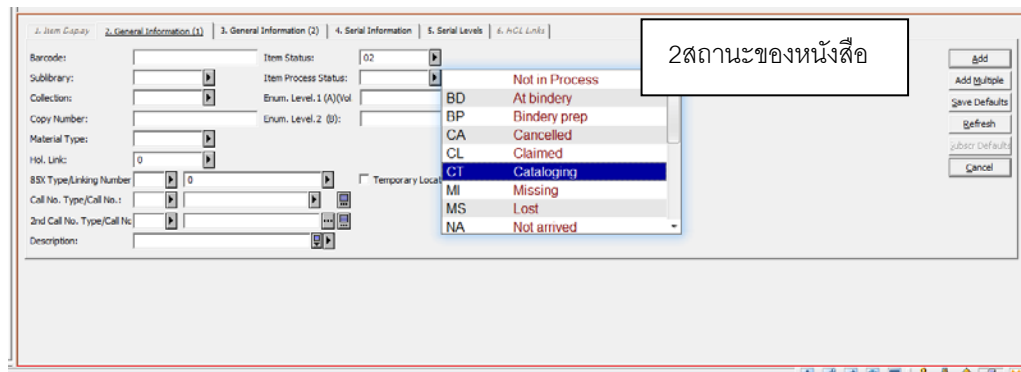 1. Item Display 2. General Information (1) 3. General Information (2) 4. Serial Information 5. Serial Levels 6. HOL Links
2สถานะของหนังสือ
Barcode: Item Status: 02 Add
Sublibrary: Item Process Status: Add Multiple
Collection: Enum. Level.1 (A)(Vol Save Defaults
Copy Number: Enum. Level.2 (B): Refresh
Material Type: Subscr Defaults
Hol. Link: 0 Cancel
85X Type/Linking Number 0 Temporary Locat
Call No. Type/Call No.:
2nd Call No. Type/Call Nc
Description:
Not in Process
BD At bindery
BP Bindery prep
CA Cancelled
CL Claimed
CT Cataloging
MI Missing
MS Lost
NA Not arrived